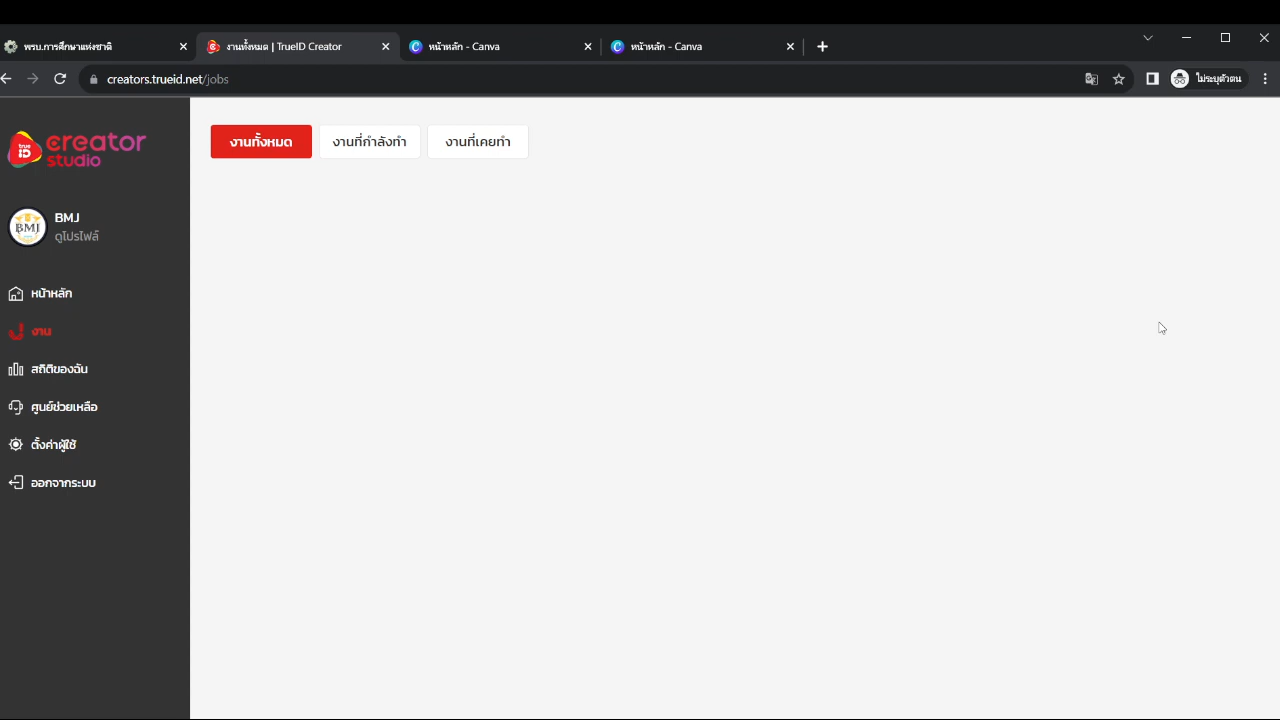 พรบ.การศึกษาแห่งชาติ
งานทั้งหมด | TrueID Creator
หน้าหลัก - Canva
หน้าหลัก - Canva
creators.trueid.net/jobs
ไม่ระบุตัวตน
true ID creator studio
งานทั้งหมด
งานที่กำลังทำ
งานที่เคยทำ
BMJ
BMJ
ดูโปรไฟล์
หน้าหลัก
งาน
สถิติของฉัน
ศูนย์ช่วยเหลือ
ตั้งค่าผู้ใช้
ออกจากระบบ